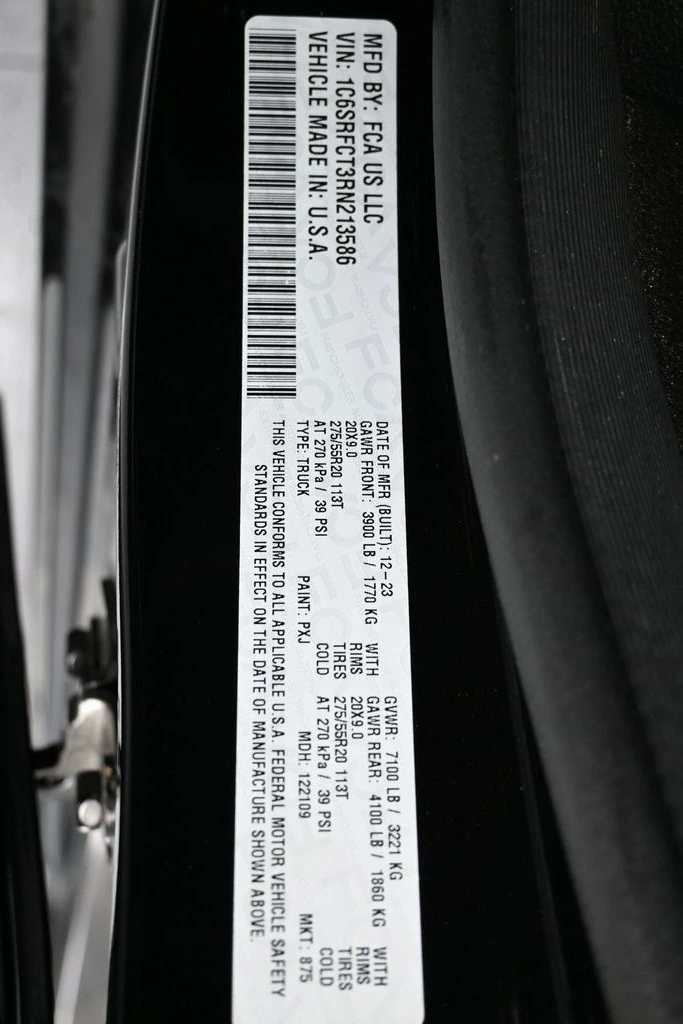 MFD BY: FCA US LLC
VIN: 1C6SRFCT3RN213586
VEHICLE MADE IN: U.S.A.
DATE OF MFR (BUILT): 12-23 GVWR: 7100 LB / 3221 KG
GAWR FRONT: 3900 LB / 1770 KG WITH GAWR REAR: 4100 LB / 1860 KG WITH
20X9.0 RIMS 20X9.0 RIMS
275/55R20 113T TIRES 275/55R20 113T TIRES
AT 270 kPa / 39 PSI COLD AT 270 kPa / 39 PSI COLD
TYPE: TRUCK PAINT: PXJ MDH: 122109 MKT: 875
THIS VEHICLE CONFORMS TO ALL APPLICABLE U.S.A. FEDERAL MOTOR VEHICLE SAFETY
STANDARDS IN EFFECT ON THE DATE OF MANUFACTURE SHOWN ABOVE.